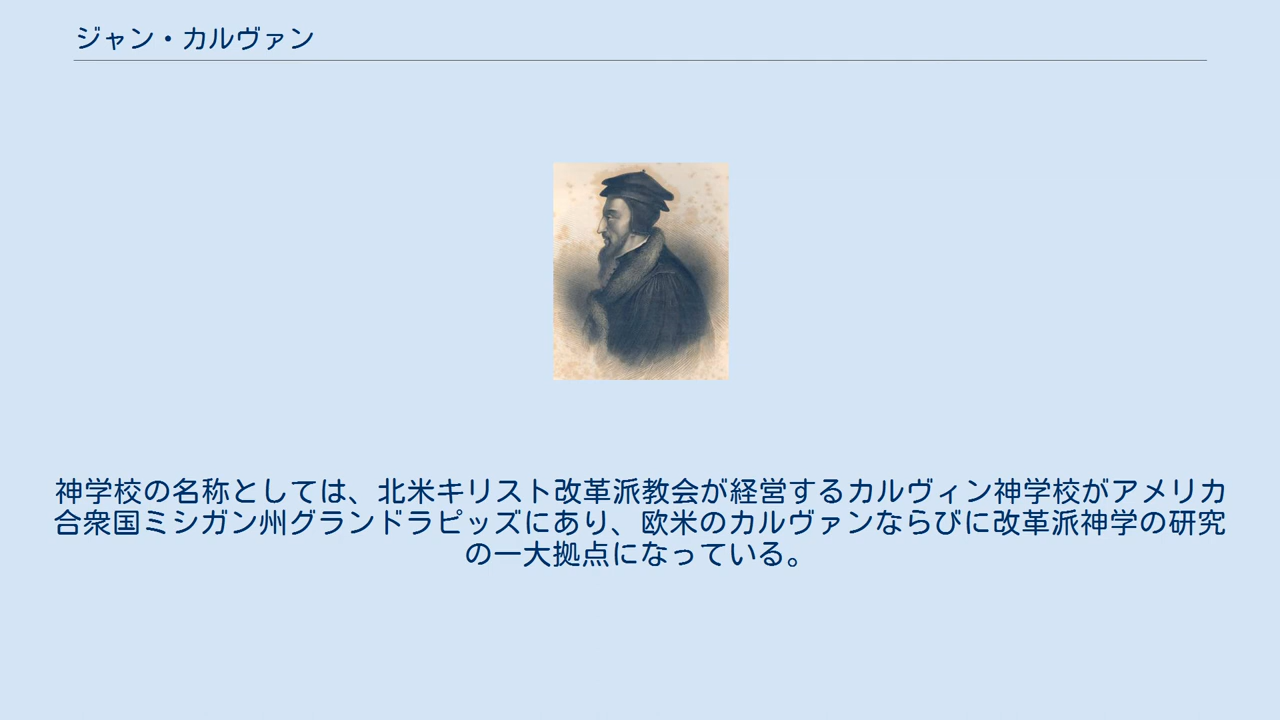 ジャン・カルヴァン
神学校の名称としては、北米キリスト改革派教会が経営するカルヴィン神学校がアメリカ
合衆国ミシガン州グランドラピッズにあり、欧米のカルヴァンならびに改革派神学の研究
の一大拠点になっている。